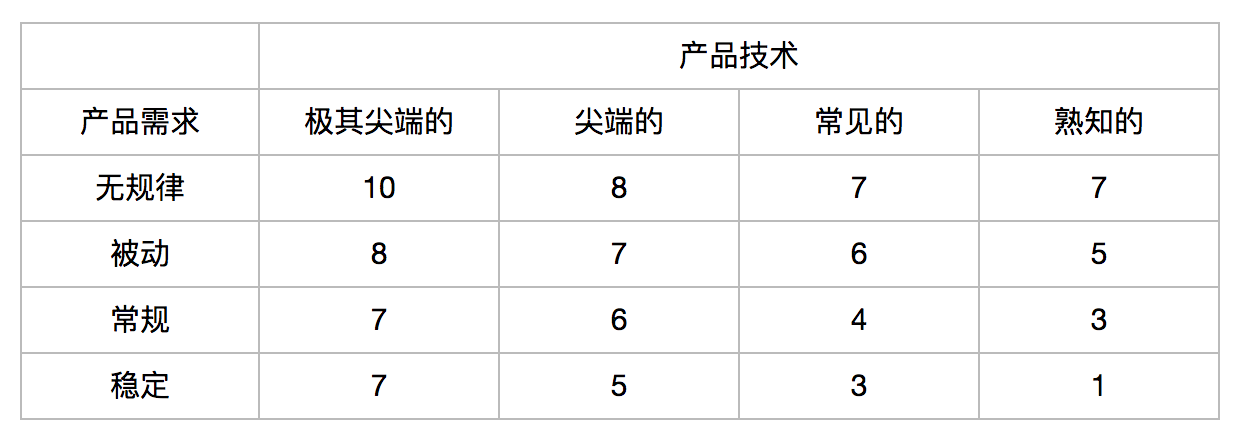 产品技术
产品需求 极其尖端的 尖端的 常见的 熟知的
无规律 10 8 7 7
被动 8 7 6 5
常规 7 6 4 3
稳定 7 5 3 1